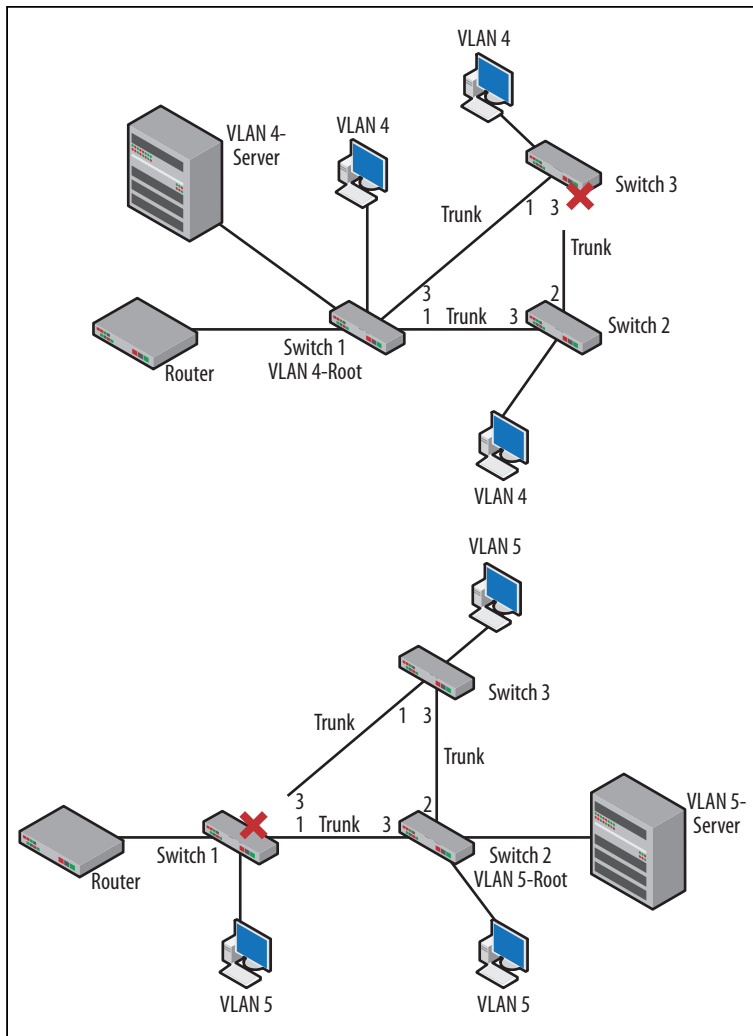 VLAN 4
VLAN 4-
Server
VLAN 4
Switch 3
1 3
Trunk
Trunk
3
2
1 Trunk 3
Switch 2
Switch 1
VLAN 4-Root
Router
VLAN 4
VLAN 5
Switch 3
Trunk
1 3
Trunk
3
2
VLAN 5-
Server
1 Trunk 3
Switch 1
Switch 2
VLAN 5-Root
Router
VLAN 5
VLAN 5